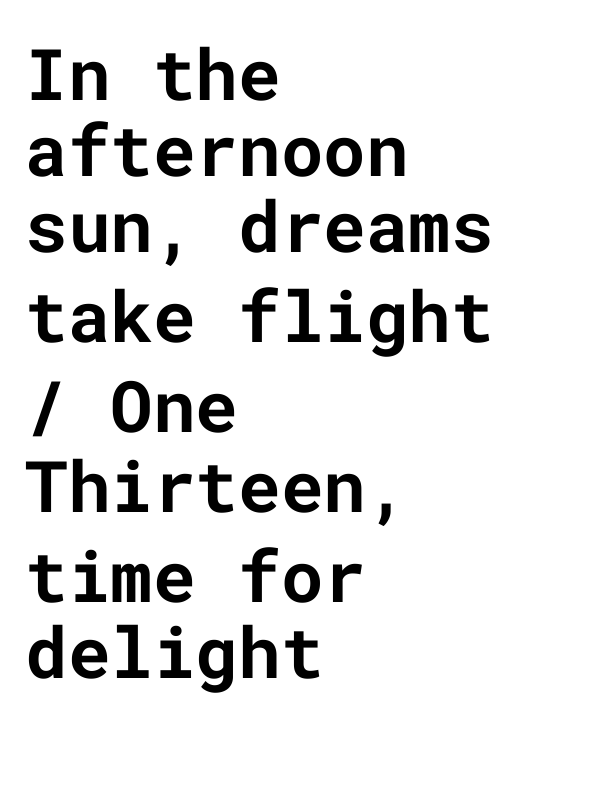 In the
afternoon
sun, dreams
take flight
/ One
Thirteen,
time for
delight